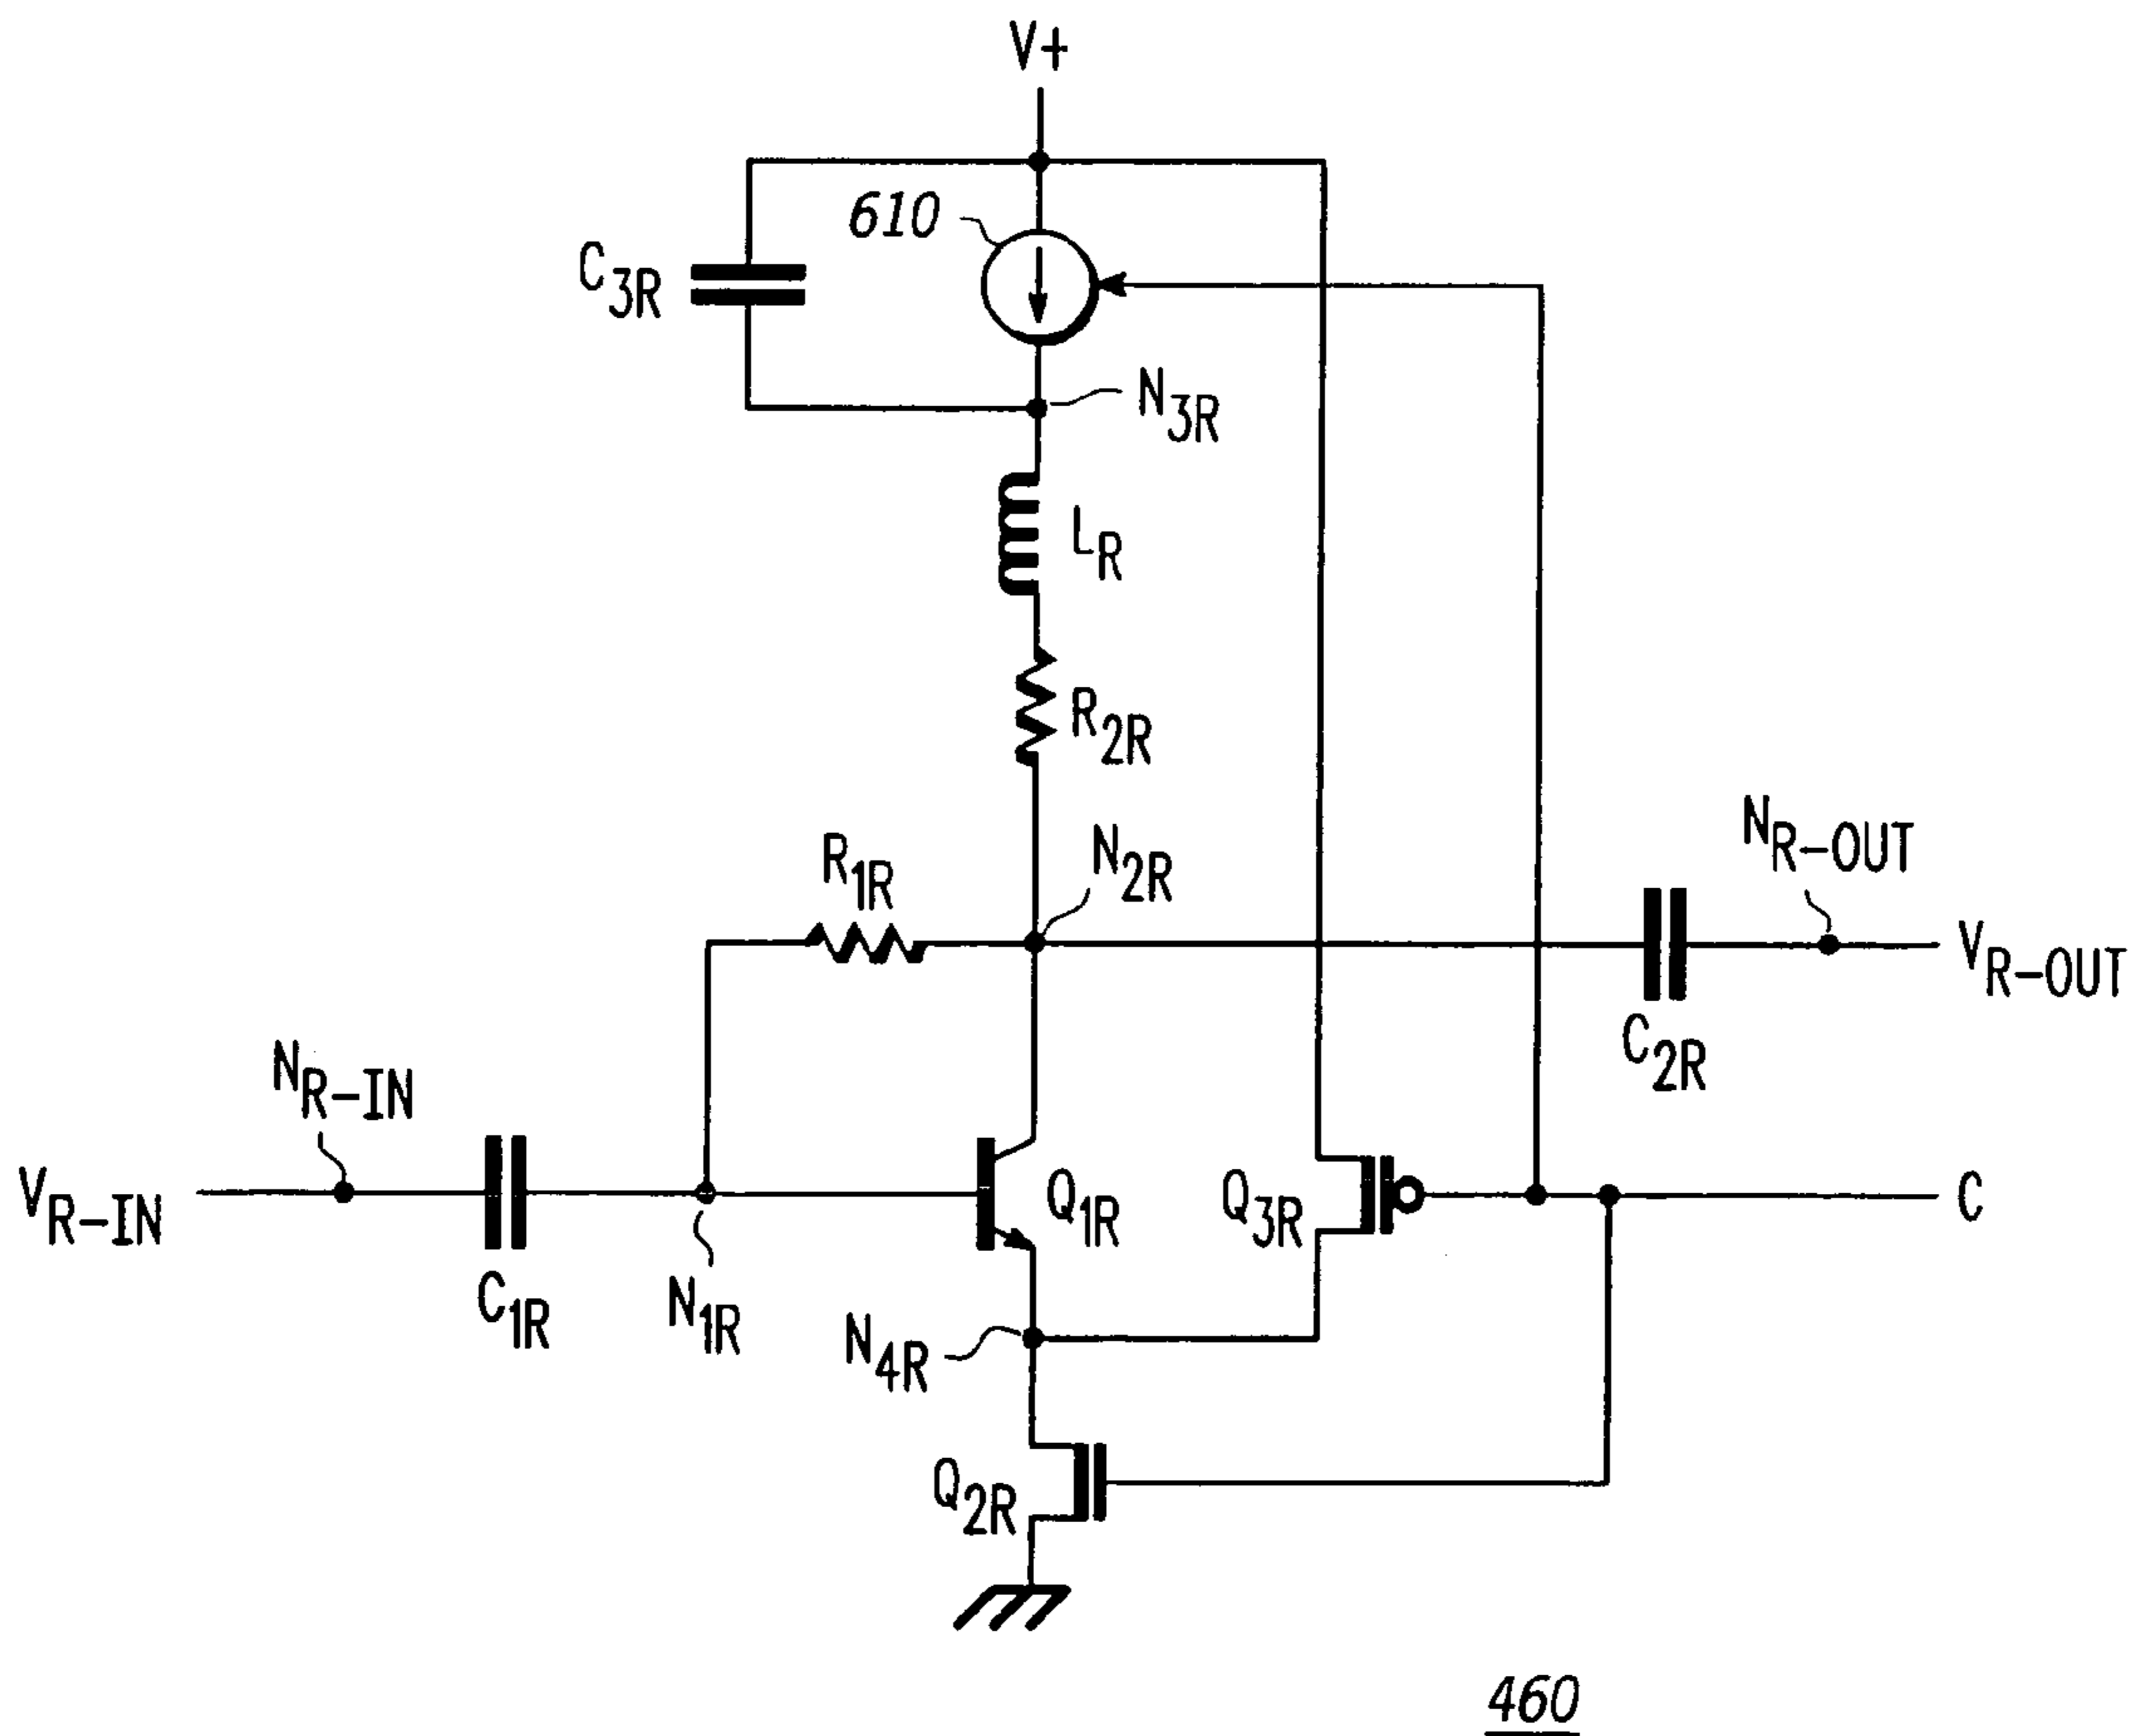 V+
610
C3R
N3R
LR
R2R
R1R
N2R
NR-OUT
VR-OUT
C2R
NR-IN
VR-IN
C1R
N1R
Q1R
Q3R
C
N4R
Q2R
460